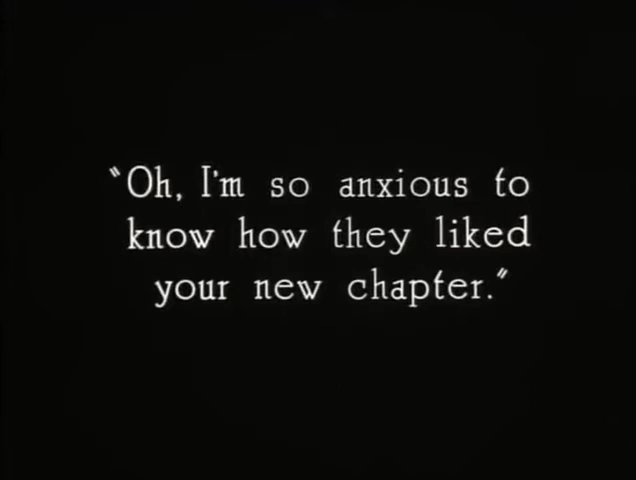 "Oh, I'm so anxious to
know how they liked
your new chapter."